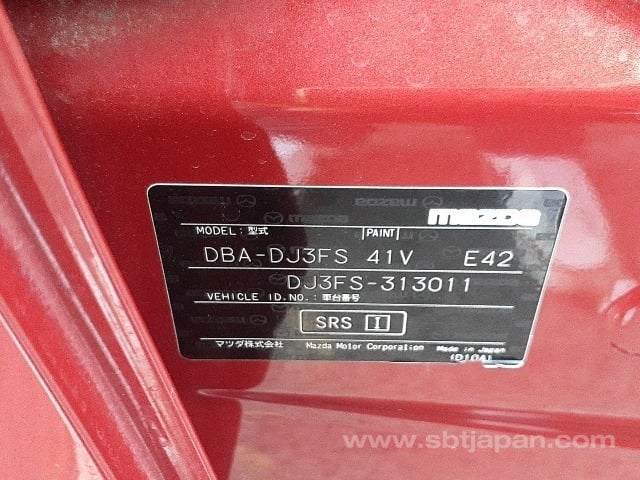 mazda
MODEL: 型式 PAINT
DBA-DJ3FS 41V E42
DJ3FS-313011
VEHICLE ID.NO.: 車台番号
SRS I
マツダ株式会社 Mazda Motor Corporation Made in Japan
(D10A)
www.sbtjapan.com